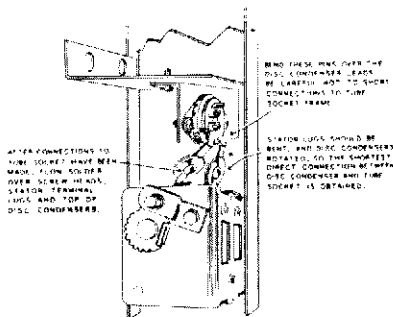 BEND THESE PINS OVER THE
DISC CONDENSER LEADS
BE CAREFUL NOT TO SHORT
CONNECTIONS TO TUBE
SOCKET FRAME
STATOR LUGS SHOULD BE
BENT, AND DISC CONDENSERS
ROTATED, SO THE SHORTEST
DIRECT CONNECTION BETWEEN
DISC CONDENSER AND TUBE
SOCKET IS OBTAINED.
AFTER CONNECTIONS TO
TUBE SOCKET HAVE BEEN
MADE, FLOW SOLDER
OVER SCREW HEADS,
STATOR TERMINAL
LUGS AND TOP OF
DISC CONDENSERS.